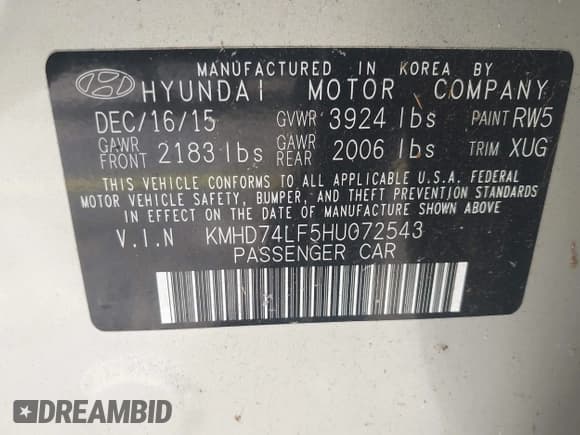 MANUFACTURED IN KOREA BY
HYUNDAI MOTOR COMPANY
DEC/16/15 GVWR 3924 lbs PAINT RW5
GAWR FRONT 2183 lbs GAWR REAR 2006 lbs TRIM XUG
THIS VEHICLE CONFORMS TO ALL APPLICABLE U.S.A. FEDERAL
MOTOR VEHICLE SAFETY, BUMPER, AND THEFT PREVENTION STANDARDS
IN EFFECT ON THE DATE OF MANUFACTURE SHOWN ABOVE.
V.I.N KMHD74LF5HU072543
PASSENGER CAR
DREAMBID